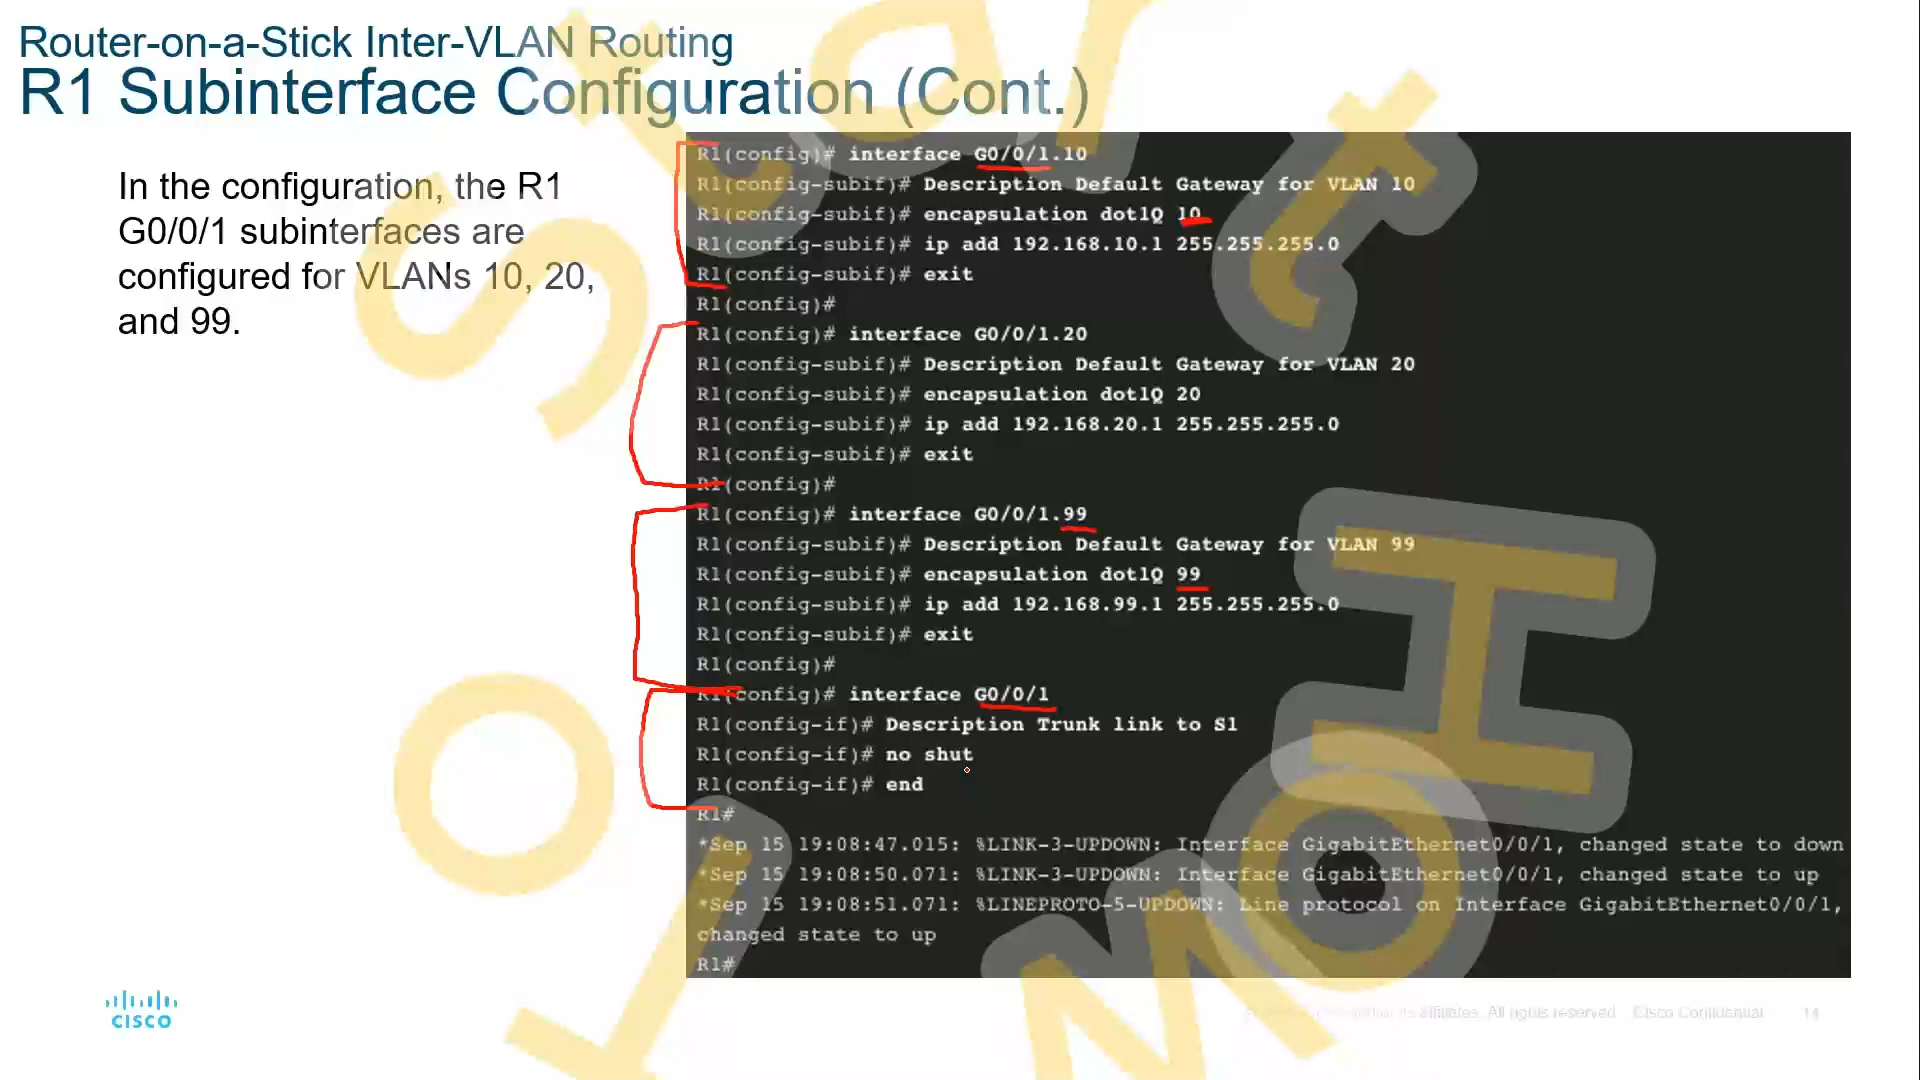 Router-on-a-Stick Inter-VLAN Routing
R1 Subinterface Configuration (Cont.)
In the configuration, the R1
G0/0/1 subinterfaces are
configured for VLANs 10, 20,
and 99.
R1(config)# interface G0/0/1.10
R1(config-subif)# Description Default Gateway for VLAN 10
R1(config-subif)# encapsulation dot1Q 10
R1(config-subif)# ip add 192.168.10.1 255.255.255.0
R1(config-subif)# exit
R1(config)#
R1(config)# interface G0/0/1.20
R1(config-subif)# Description Default Gateway for VLAN 20
R1(config-subif)# encapsulation dot1Q 20
R1(config-subif)# ip add 192.168.20.1 255.255.255.0
R1(config-subif)# exit
R1(config)#
R1(config)# interface G0/0/1.99
R1(config-subif)# Description Default Gateway for VLAN 99
R1(config-subif)# encapsulation dot1Q 99
R1(config-subif)# ip add 192.168.99.1 255.255.255.0
R1(config-subif)# exit
R1(config)#
R1(config)# interface G0/0/1
R1(config-if)# Description Trunk link to S1
R1(config-if)# no shut
R1(config-if)# end
R1#
*Sep 15 19:08:47.015: %LINK-3-UPDOWN: Interface GigabitEthernet0/0/1, changed state to down
*Sep 15 19:08:50.071: %LINK-3-UPDOWN: Interface GigabitEthernet0/0/1, changed state to up
*Sep 15 19:08:51.071: %LINEPROTO-5-UPDOWN: Line protocol on Interface GigabitEthernet0/0/1,
changed state to up
R1#
CISCO
its affiliates. All rights reserved. Cisco Confidential 14